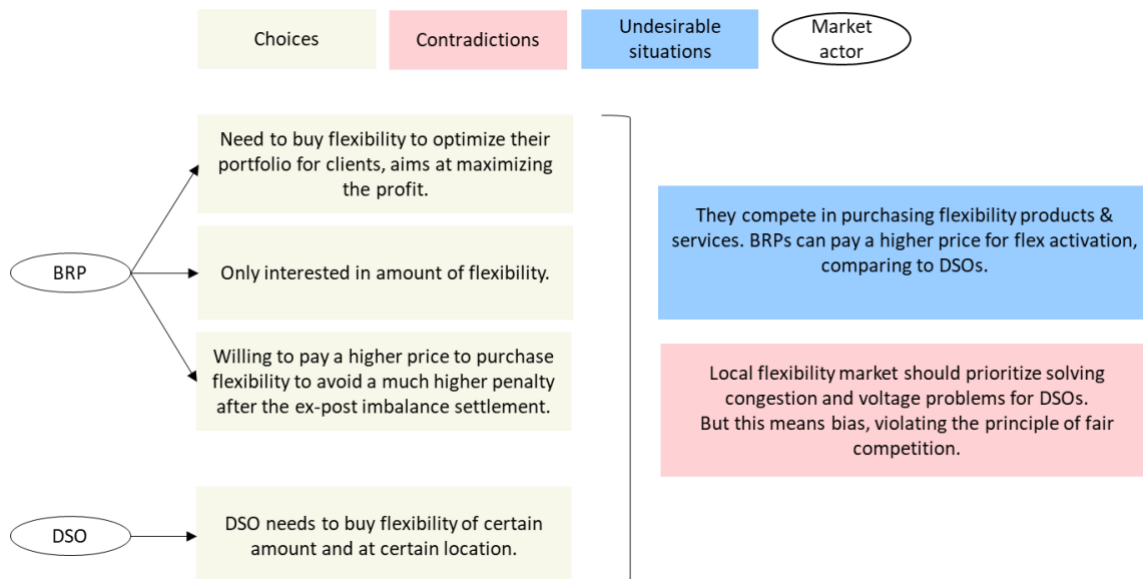 Choices
Contradictions
Undesirable
situations
Market
actor
BRP
Need to buy flexibility to optimize their
portfolio for clients, aims at maximizing
the profit.
Only interested in amount of flexibility.
Willing to pay a higher price to purchase
flexibility to avoid a much higher penalty
after the ex-post imbalance settlement.
DSO
DSO needs to buy flexibility of certain
amount and at certain location.
They compete in purchasing flexibility products &
services. BRPs can pay a higher price for flex activation,
comparing to DSOs.
Local flexibility market should prioritize solving
congestion and voltage problems for DSOs.
But this means bias, violating the principle of fair
competition.